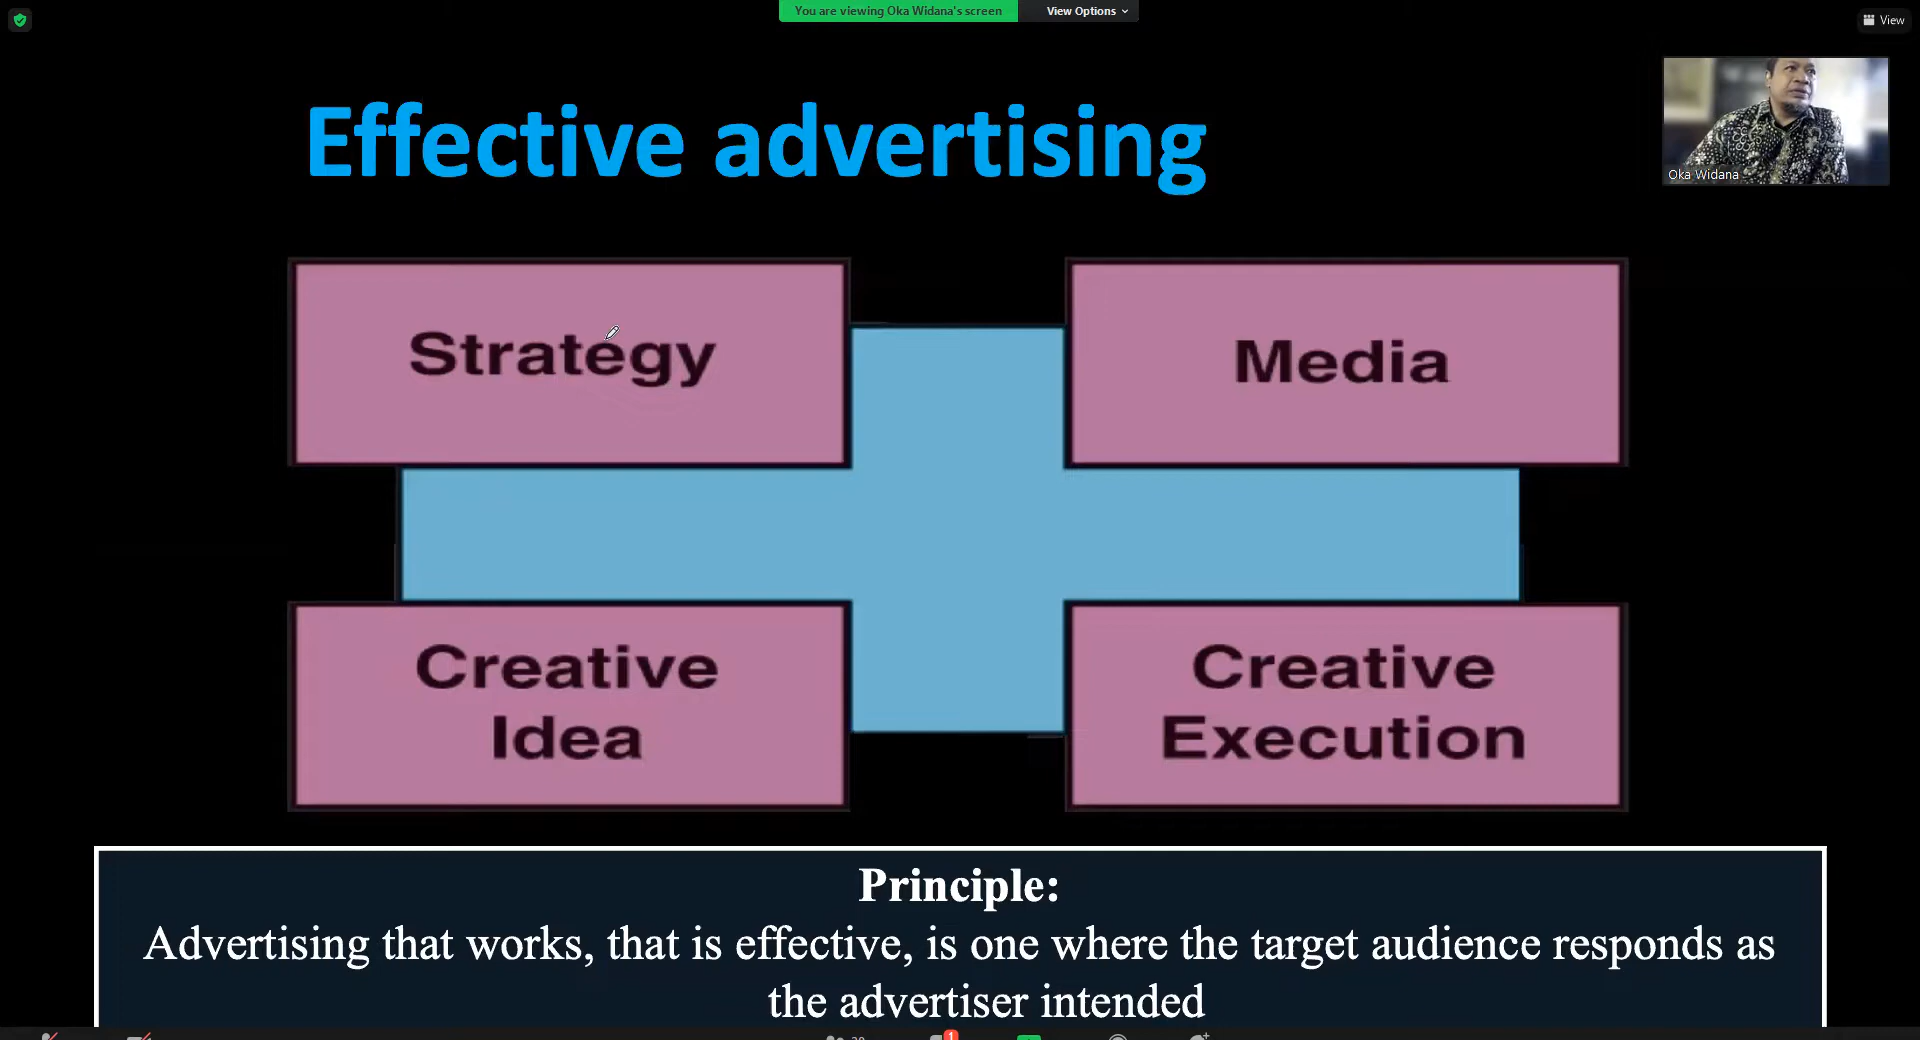 You are viewing Oka Widana's screen
View Options
View
Effective advertising
Oka Widana
Strategy
Media
Creative
Idea
Creative
Execution
Principle:
Advertising that works, that is effective, is one where the target audience responds as
the advertiser intended
1